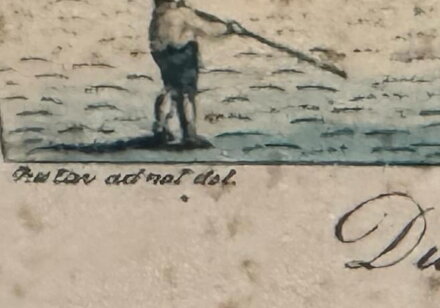 ad nat del.
Du